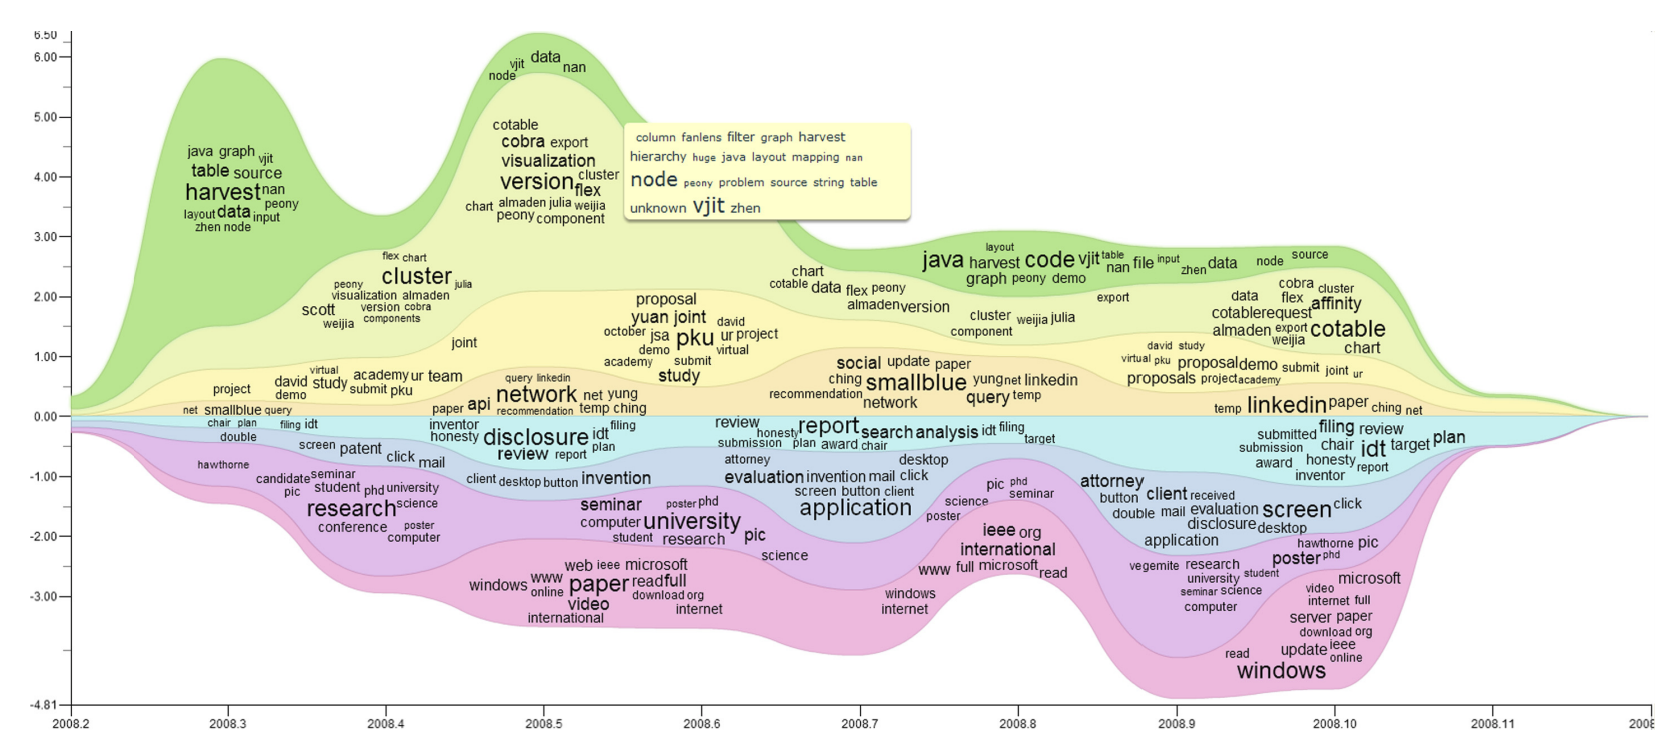 6.50
6.00
5.00
4.00
3.00
2.00
1.00
0.00
-1.00
-2.00
-3.00
-4.81
vjit data nan
node
java graph vjit
table source
harvest nan
peony
layout data input
zhen node
cotable
cobra export
visualization
version cluster
flex
chart almaden julia weijia
peony component
column fanlens filter graph harvest
hierarchy huge java layout mapping nan
node peony problem source string table
unknown vjit zhen
flex chart
cluster
peony julia
visualization almaden
scott version cobra
components
weijia
layout
java harvest code vjit table
nan file input
zhen data
graph peony demo
node source
chart
cotable data flex peony
almaden version
export
cluster weijia julia
component
cobra cluster
data flex affinity
cotable request
almaden export cotable
weijia
chart
joint
proposal
yuan joint
october jsa pku david
ur project
demo virtual
academy submit
study
project
virtual
david study academy ur team
demo submit pku
david study
virtual pku proposal demo submit joint ur
proposals project academy
net smallblue query
query linkedin
network net yung
paper api recommendation temp ching
social update paper
ching smallblue yung net linkedin
recommendation query temp
network
temp linkedin paper ching net
chair plan filing idt
double
inventor
honesty disclosure idt filing
review report plan
review report search analysis idt filing
honesty
submission plan award chair target
submitted filing review
submission chair idt target plan
award honesty report
inventor
screen patent
click mail
client desktop button invention
attorney desktop
evaluation invention mail click
screen button client
application
attorney
button client received
double mail evaluation screen click
disclosure desktop
application
hawthorne
candidate seminar
pic student phd university
research science
conference poster
computer
seminar poster phd
computer university pic
student research
science
pic phd
science seminar
poster
hawthorne pic
poster phd
vegemite research
university student
seminar science
computer
web ieee microsoft
windows www paper read full
online download org
video internet
international
windows
internet
ieee org
international
www full microsoft read
microsoft
video
internet full
server paper
download org
update ieee
read online
windows
2008.2 2008.3 2008.4 2008.5 2008.6 2008.7 2008.8 2008.9 2008.10 2008.11